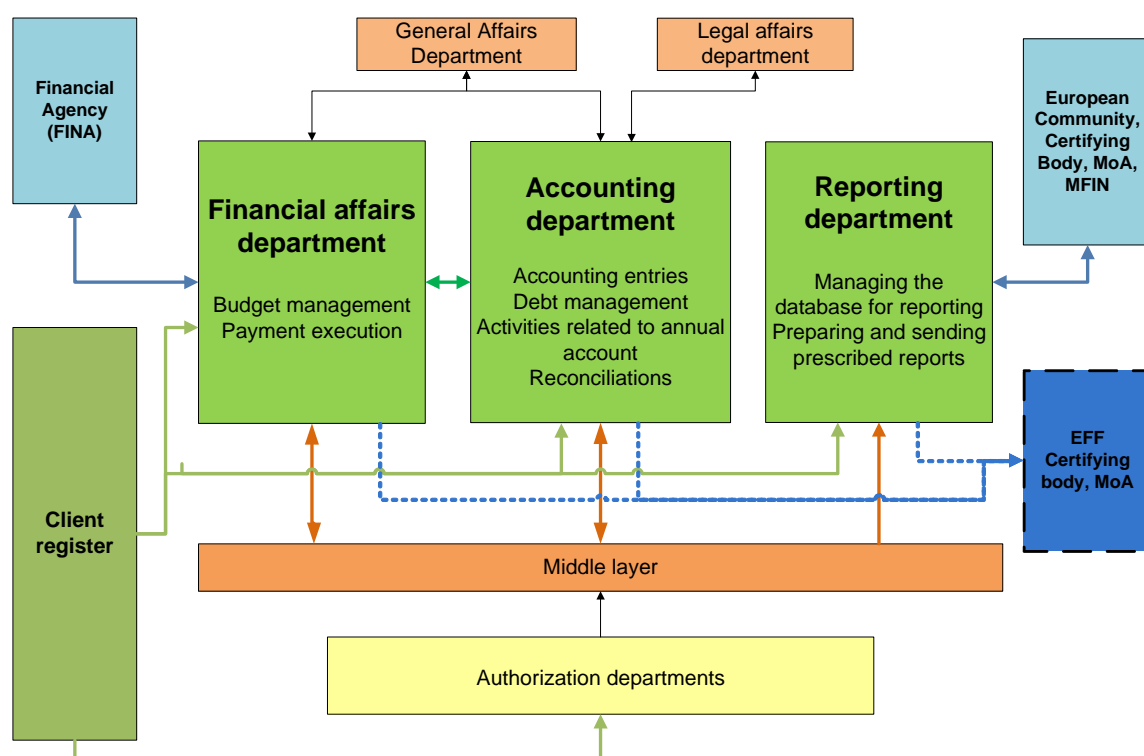 General Affairs
Department
Legal affairs
department
Financial
Agency
(FINA)
European
Community,
Certifying
Body, MoA,
MFIN
Financial affairs
department
Budget management
Payment execution
Accounting
department
Accounting entries
Debt management
Activities related to annual
account
Reconciliations
Reporting
department
Managing the
database for reporting
Preparing and sending
prescribed reports
EFF
Certifying
body, MoA
Client
register
Middle layer
Authorization departments